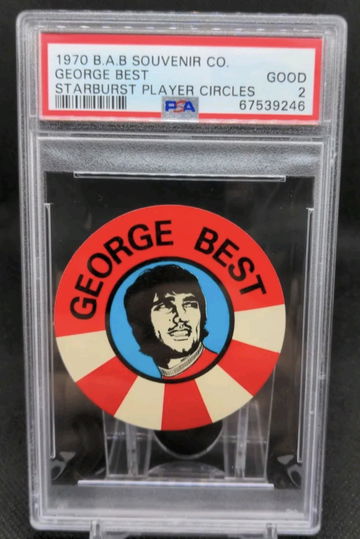 1970 B.A.B SOUVENIR CO.
GEORGE BEST GOOD
STARBURST PLAYER CIRCLES 2
PSA 67539246
GEORGE BEST